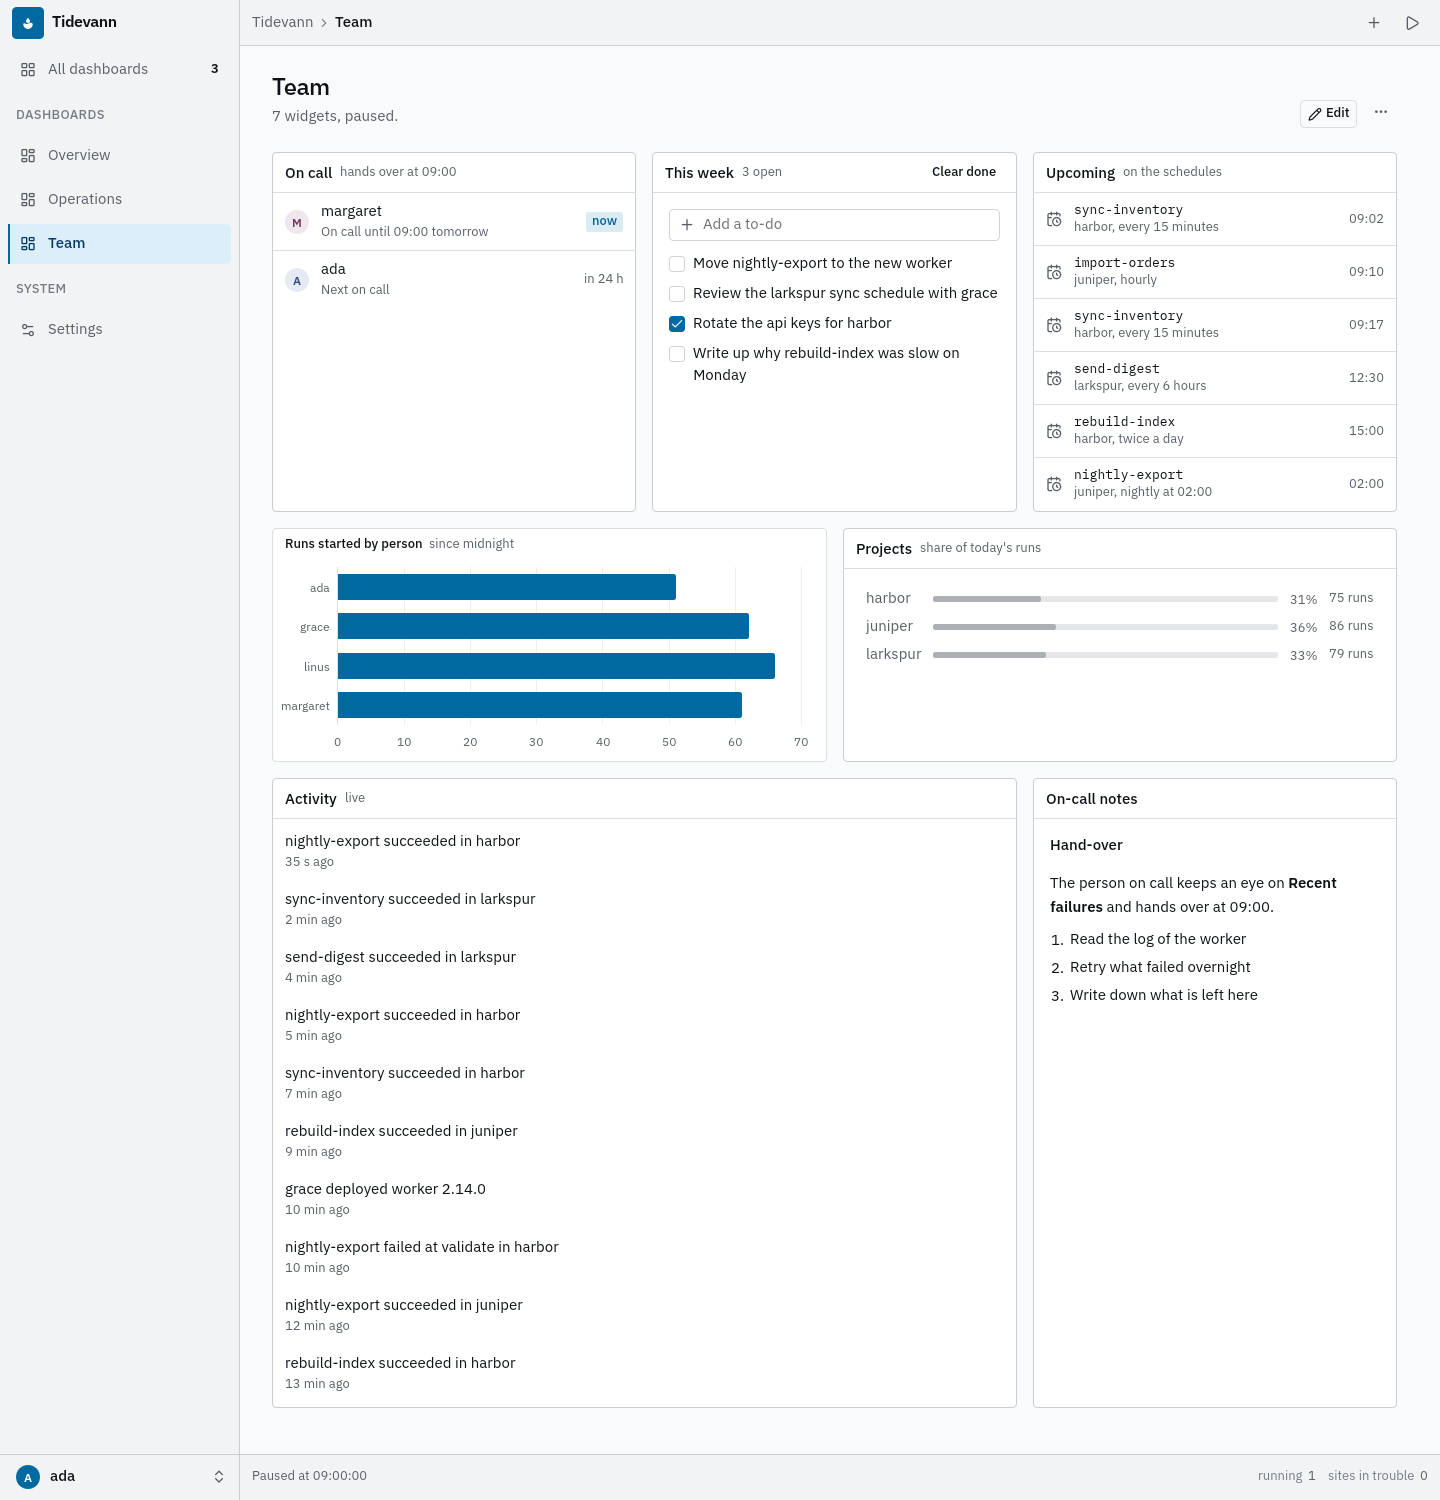 Tidevann
All dashboards 3
DASHBOARDS
Overview
Operations
Team
SYSTEM
Settings
A ada
Tidevann > Team
Team
7 widgets, paused.
Edit
On call hands over at 09:00
M margaret
On call until 09:00 tomorrow
now
A ada
Next on call
in 24 h
This week 3 open
Clear done
Add a to-do
Move nightly-export to the new worker
Review the larkspur sync schedule with grace
Rotate the api keys for harbor
Write up why rebuild-index was slow on
Monday
Upcoming on the schedules
sync-inventory
harbor, every 15 minutes
09:02
import-orders
juniper, hourly
09:10
sync-inventory
harbor, every 15 minutes
09:17
send-digest
larkspur, every 6 hours
12:30
rebuild-index
harbor, twice a day
15:00
nightly-export
juniper, nightly at 02:00
02:00
Runs started by person since midnight
ada
grace
linus
margaret
0 10 20 30 40 50 60 70
Projects share of today's runs
harbor 31% 75 runs
juniper 36% 86 runs
larkspur 33% 79 runs
Activity live
nightly-export succeeded in harbor
35 s ago
sync-inventory succeeded in larkspur
2 min ago
send-digest succeeded in larkspur
4 min ago
nightly-export succeeded in harbor
5 min ago
sync-inventory succeeded in harbor
7 min ago
rebuild-index succeeded in juniper
9 min ago
grace deployed worker 2.14.0
10 min ago
nightly-export failed at validate in harbor
10 min ago
nightly-export succeeded in juniper
12 min ago
rebuild-index succeeded in harbor
13 min ago
On-call notes
Hand-over
The person on call keeps an eye on Recent
failures and hands over at 09:00.
1. Read the log of the worker
2. Retry what failed overnight
3. Write down what is left here
Paused at 09:00:00
running 1 sites in trouble 0